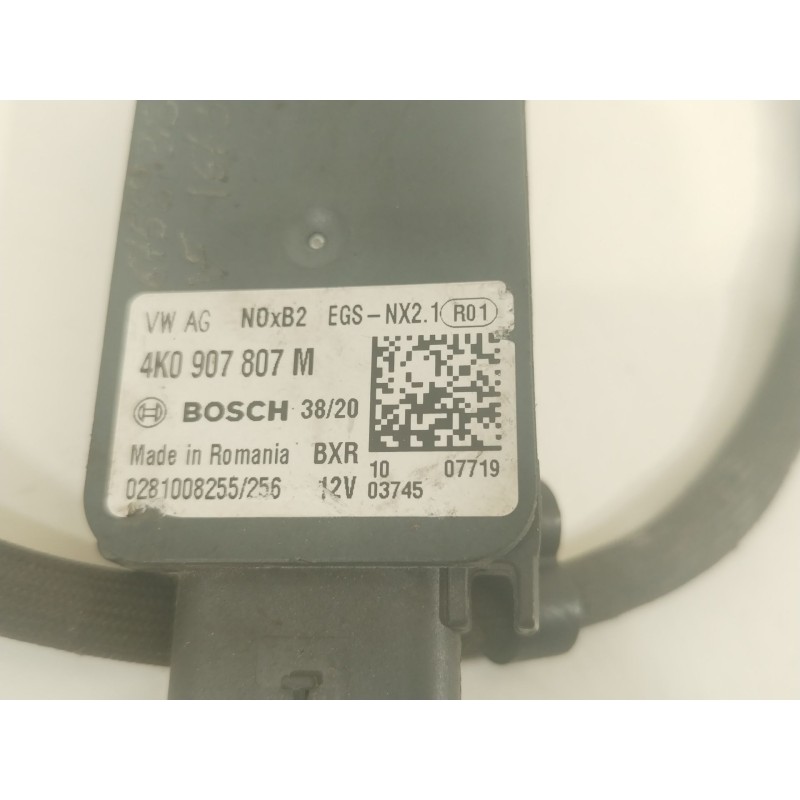 VW AG NOxB2 EGS-NX2.1 R01
4K0 907 807 M
BOSCH 38/20
Made in Romania BXR 10 07719
0281008255/256 12V 03745